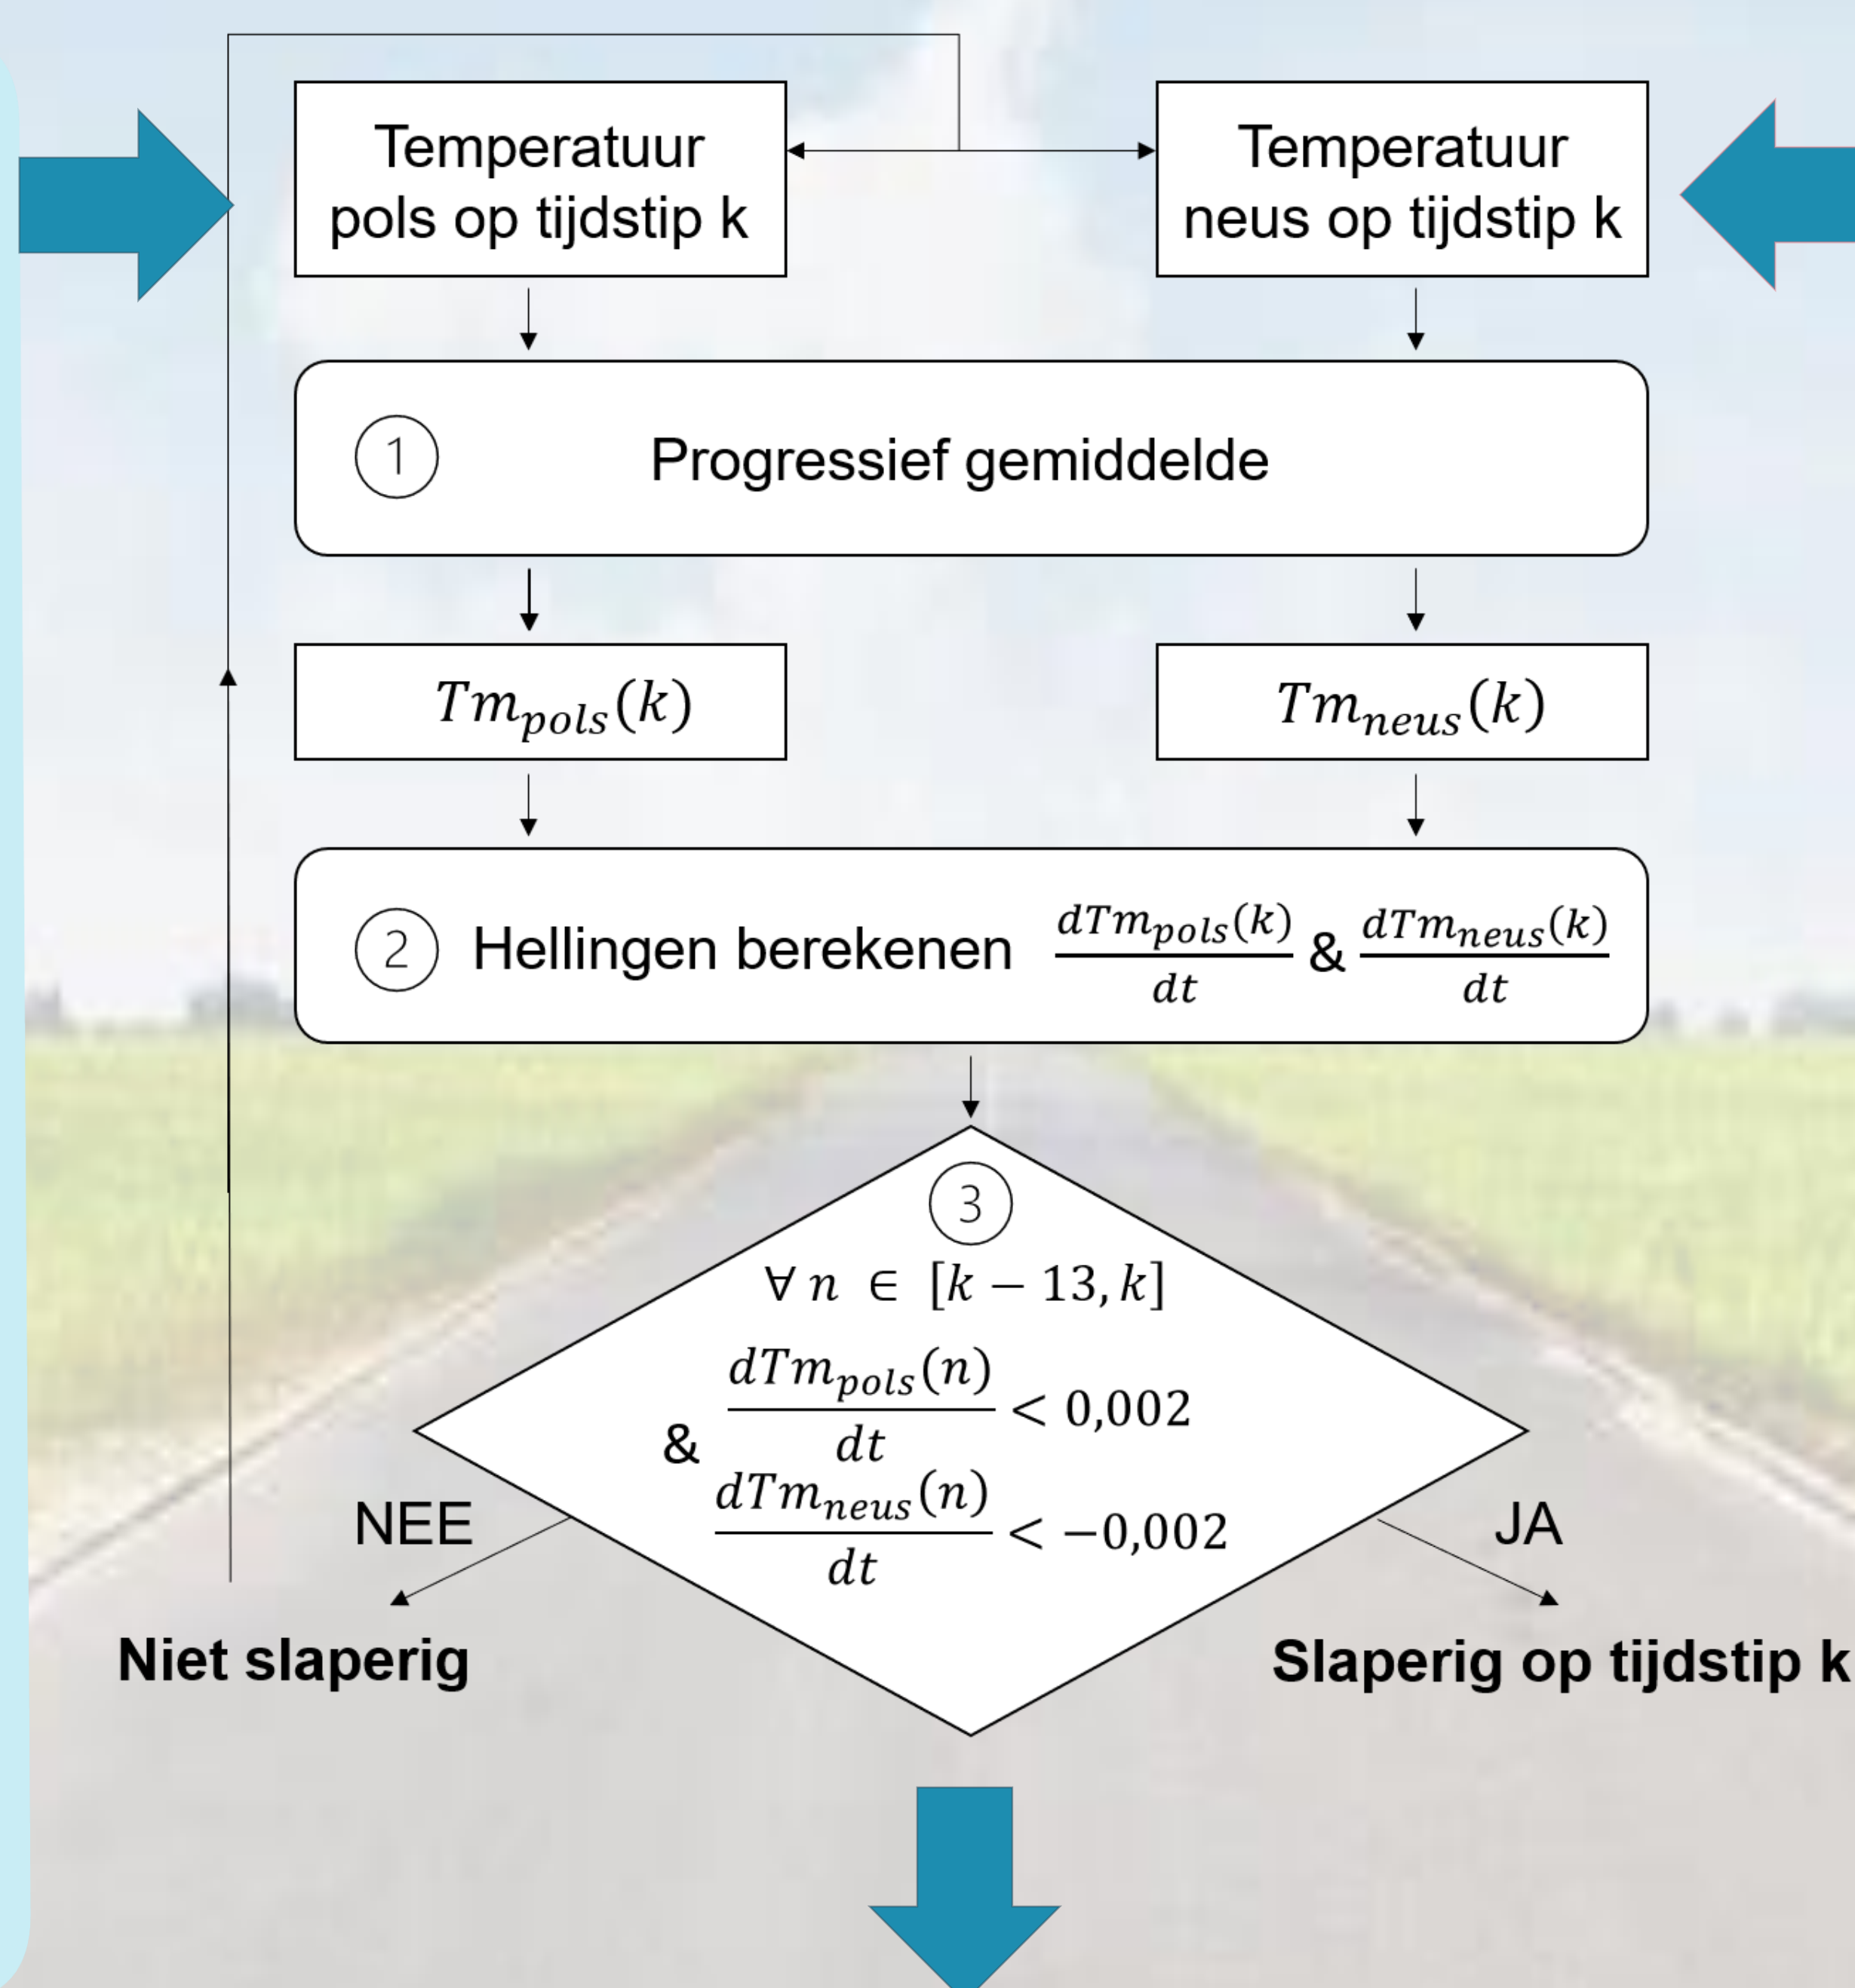 Temperatuur
pols op tijdstip k
Temperatuur
neus op tijdstip k
1 Progressief gemiddelde
Tm_pols(k)
Tm_neus(k)
2 Hellingen berekenen dTm_pols(k)/dt & dTm_neus(k)/dt
3
∀ n ∈ [k − 13, k]
dTm_pols(n)/dt < 0,002
&
dTm_neus(n)/dt < −0,002
NEE
JA
Niet slaperig
Slaperig op tijdstip k